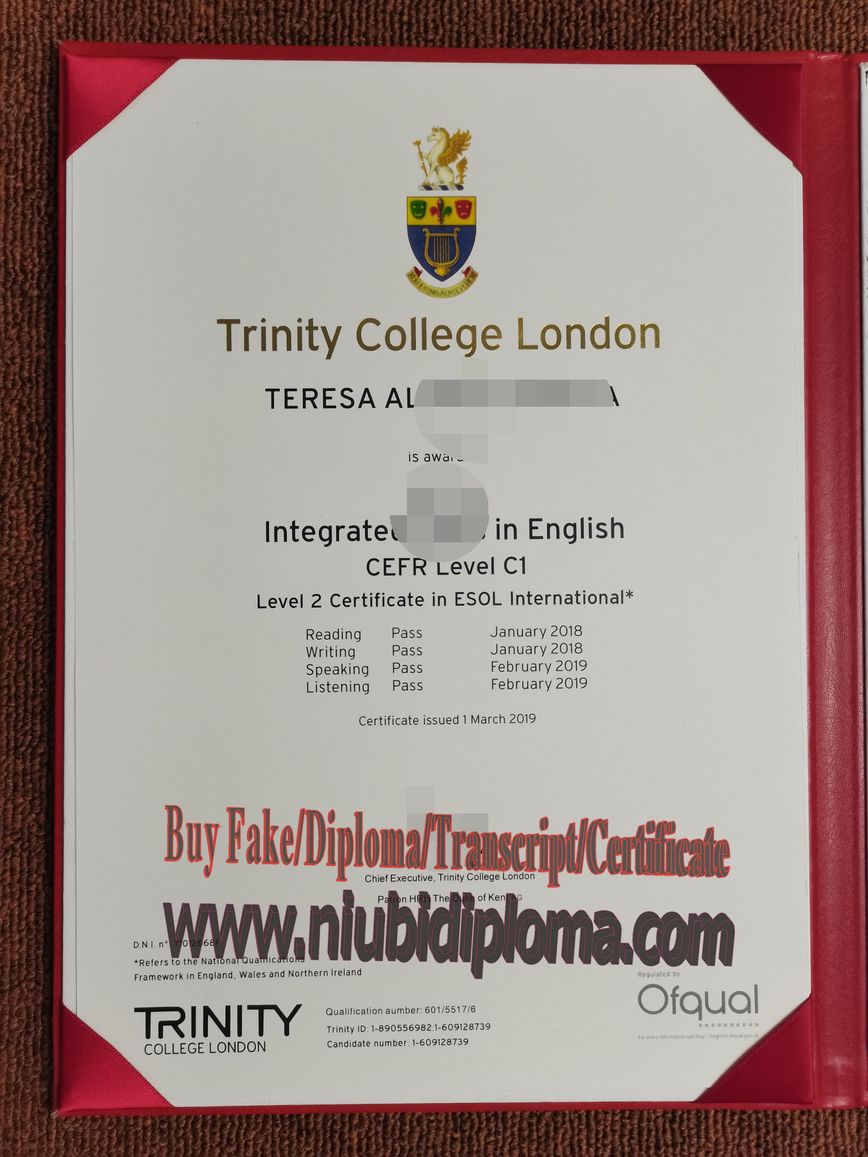 Trinity College London
TERESA
is
in English
CEFR Level C1
Level 2 Certificate in ESOL International*
Reading Pass January 2018
Writing Pass January 2018
Speaking Pass February 2019
Listening Pass February 2019
Certificate issued 1 March 2019
Buy Fake/Diploma/Transcript/Certificate
Chief Executive, Trinity College London
Patron HRH The Duke of Kent
www.niubidiploma.com
D.N.I. nº
*Refers to the National Qualifications
Framework in England, Wales and Northern Ireland
Regulated by
Ofqual
TRINITY
COLLEGE LONDON
Qualification aumber: 601/5517/6
Trinity ID: 1-890556982:1-609128739
Candidate number: 1-609128739